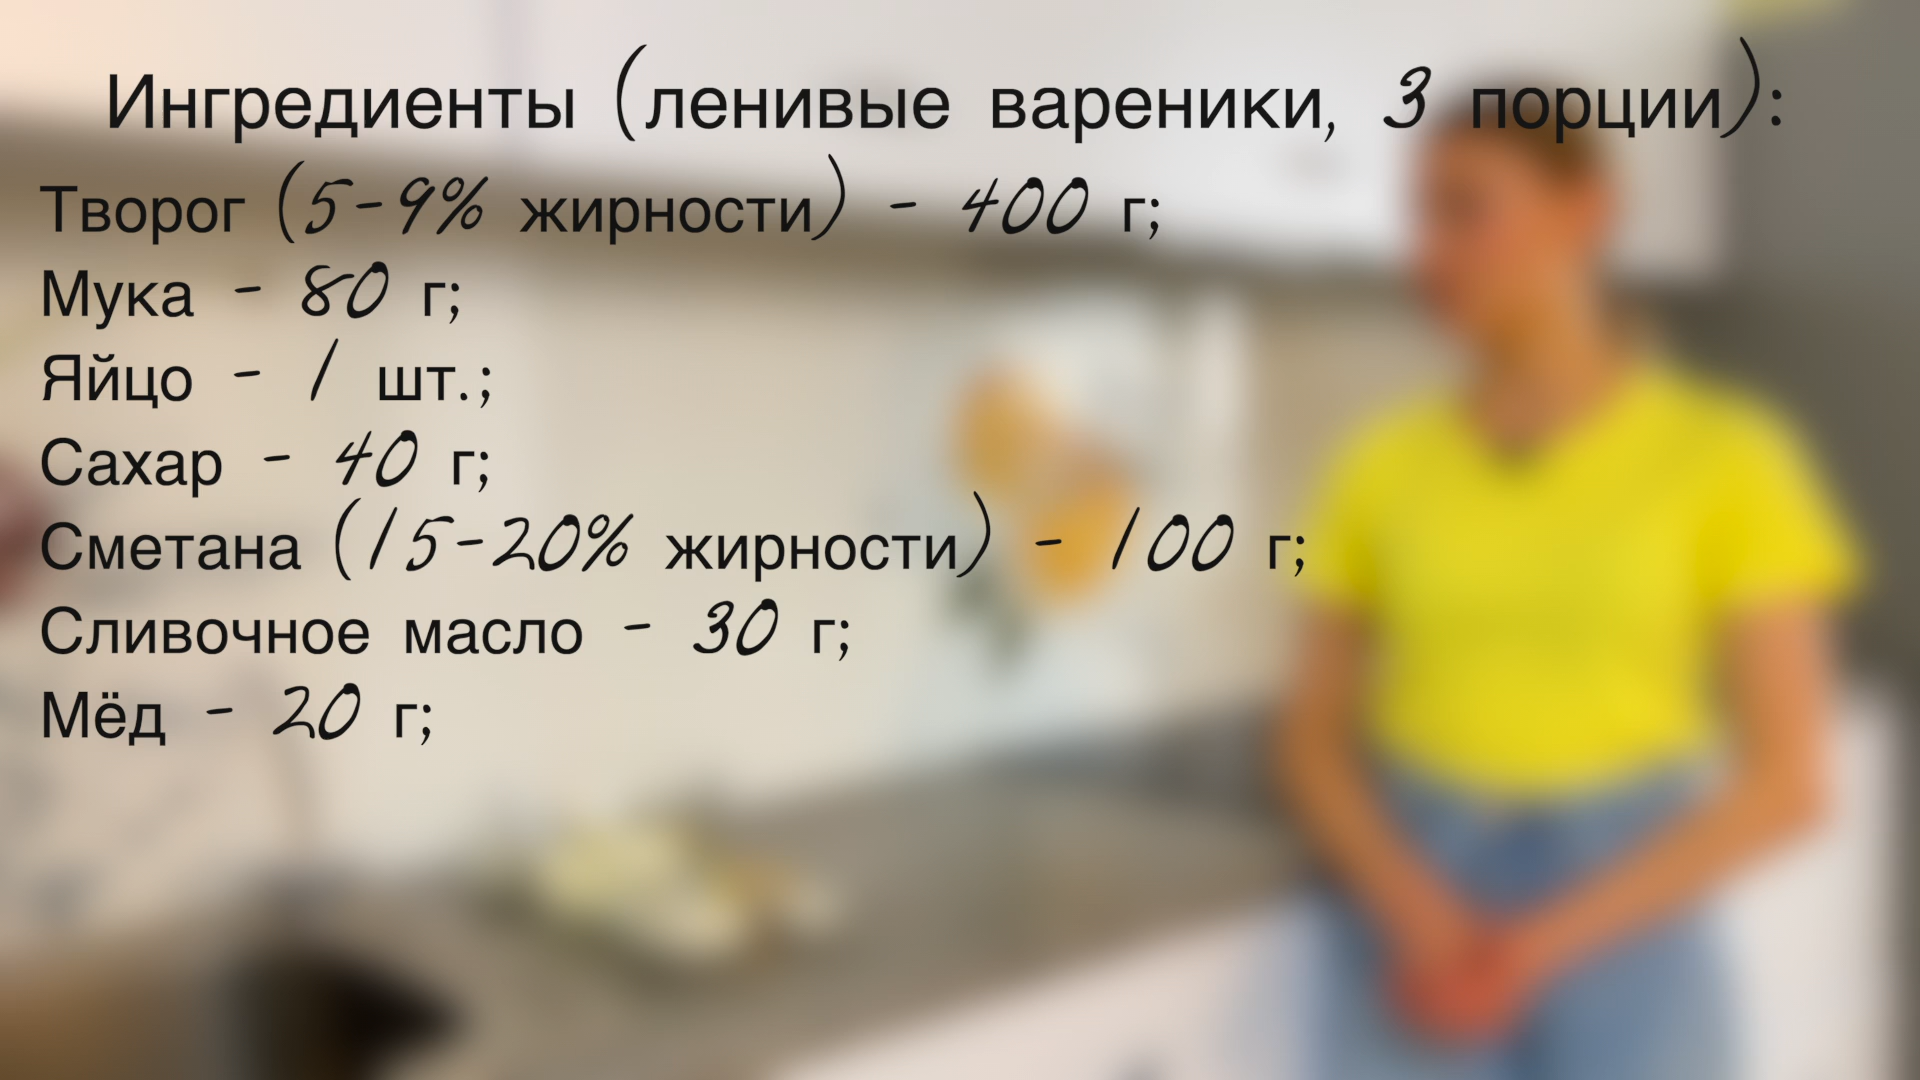 Ингредиенты (ленивые вареники, 3 порции):
Творог (5-9% жирности) - 400 г;
Мука - 80 г;
Яйцо - 1 шт.;
Сахар - 40 г;
Сметана (15-20% жирности) - 100 г;
Сливочное масло - 30 г;
Мёд - 20 г;